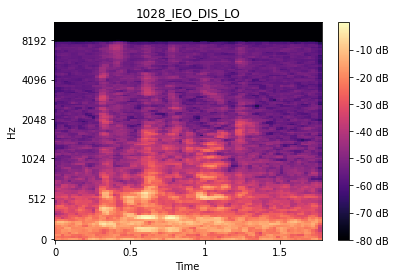 1028_IEO_DIS_LO
8192
4096
2048
1024
512
0
Hz
0
0.5
1
1.5
Time
-10 dB
-20 dB
-30 dB
-40 dB
-50 dB
-60 dB
-70 dB
-80 dB